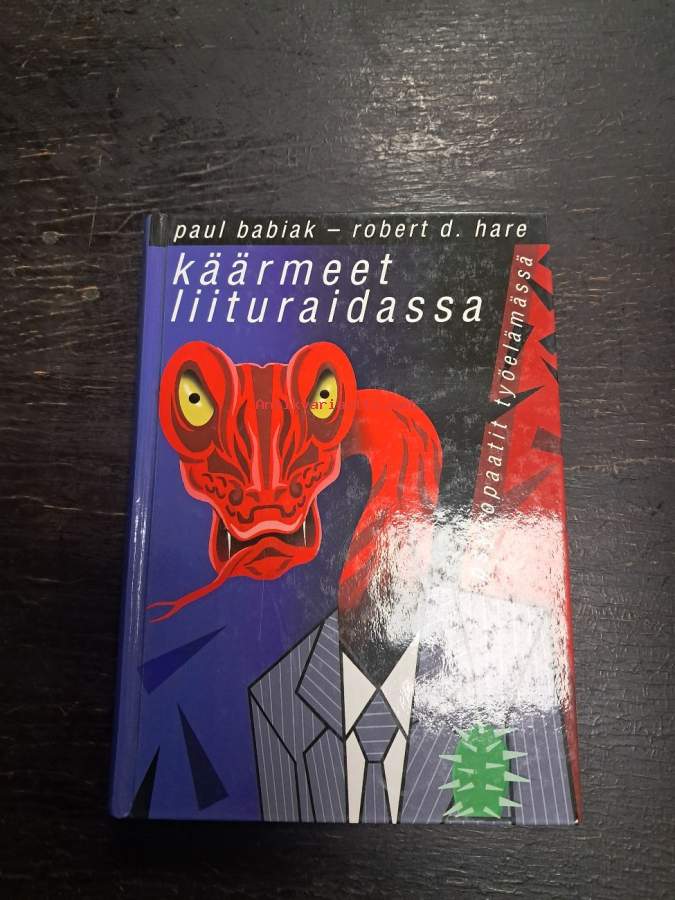 paul babiak – robert d. hare
käärmeet
liituraidassa
työelämässä